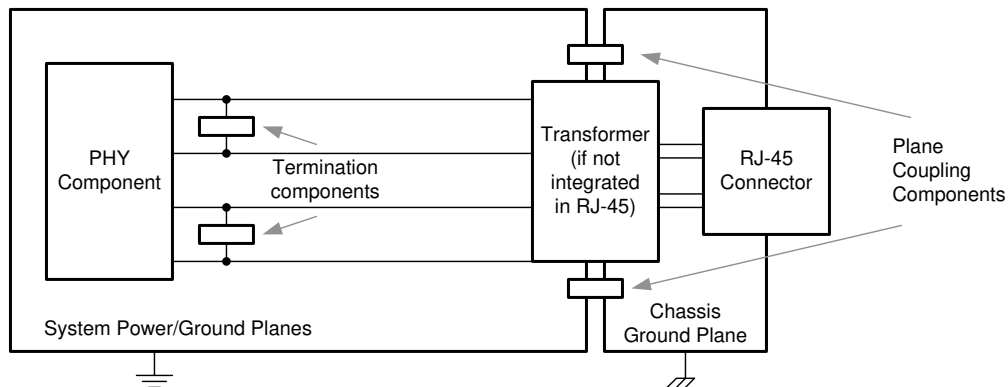 PHY
Component
Termination
components
Transformer
(if not
integrated
in RJ-45)
RJ-45
Connector
Plane
Coupling
Components
System Power/Ground Planes
Chassis
Ground Plane